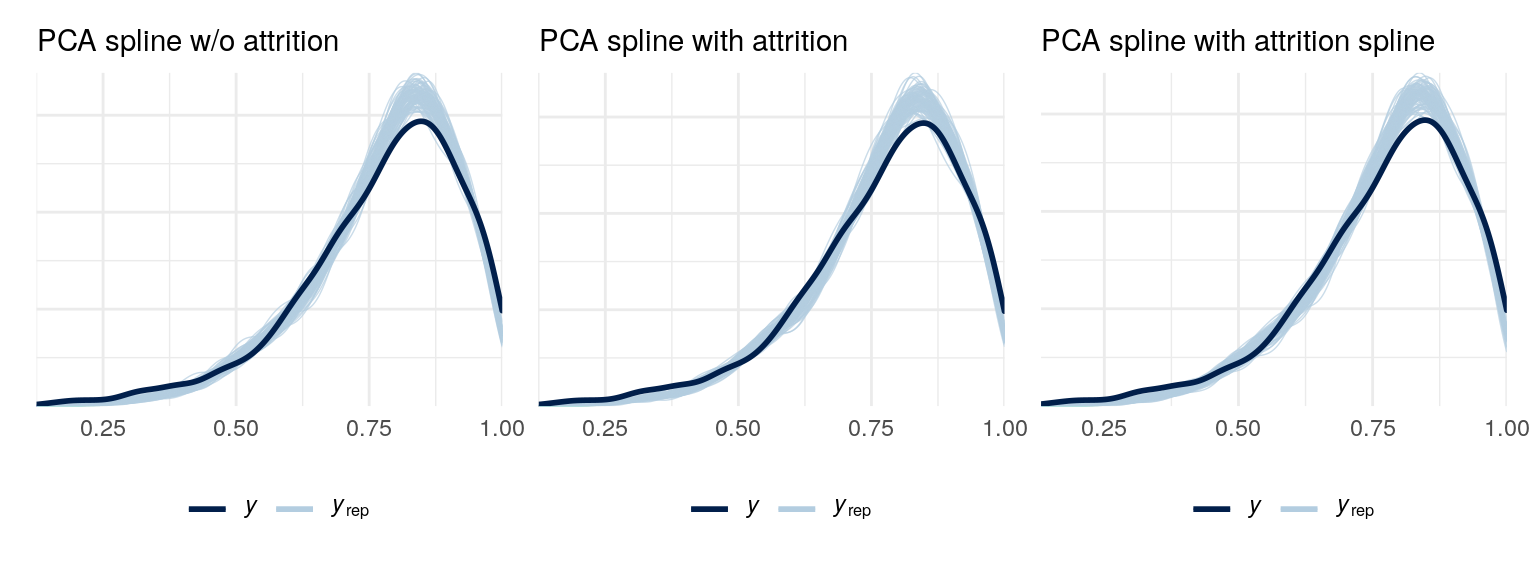 PCA spline w/o attrition
PCA spline with attrition
PCA spline with attrition spline
0.25 0.50 0.75 1.00
0.25 0.50 0.75 1.00
0.25 0.50 0.75 1.00
y yrep
y yrep
y yrep